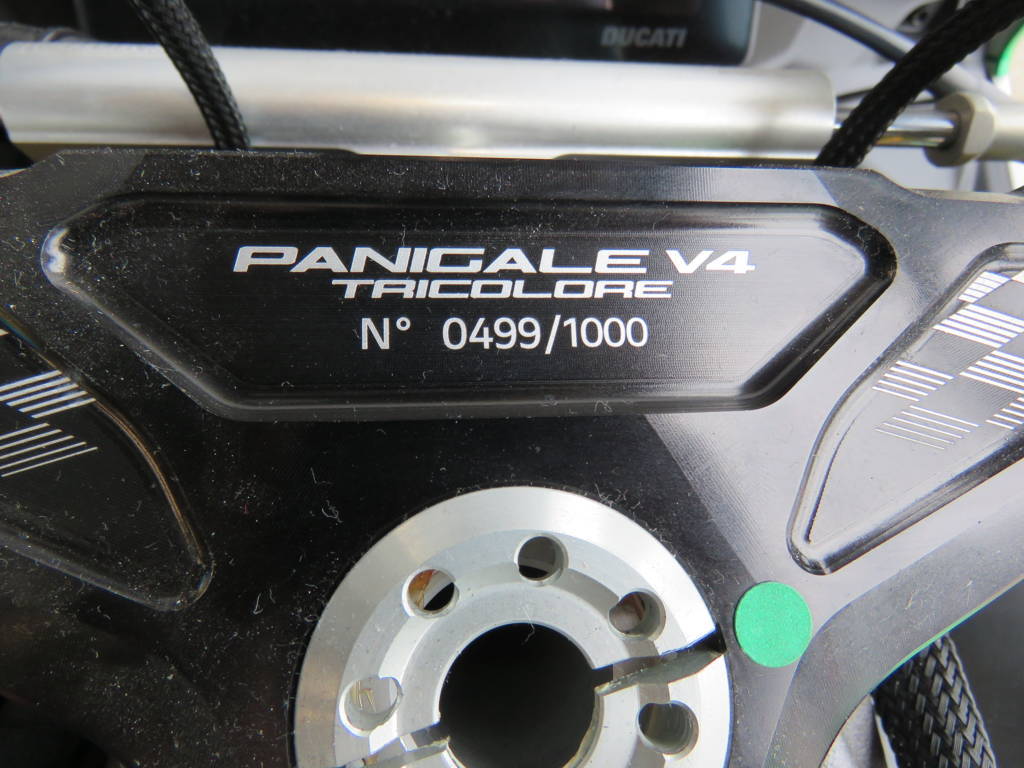 DUCATI
PANIGALE V4
TRICOLORE
N° 0499/1000